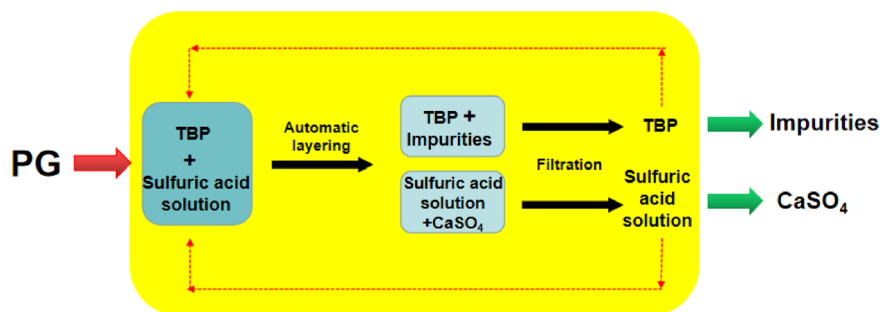 PG
TBP
+
Sulfuric acid
solution
Automatic
layering
TBP +
Impurities
Sulfuric acid
solution
+CaSO₄
Filtration
TBP
Sulfuric
acid
solution
Impurities
CaSO₄